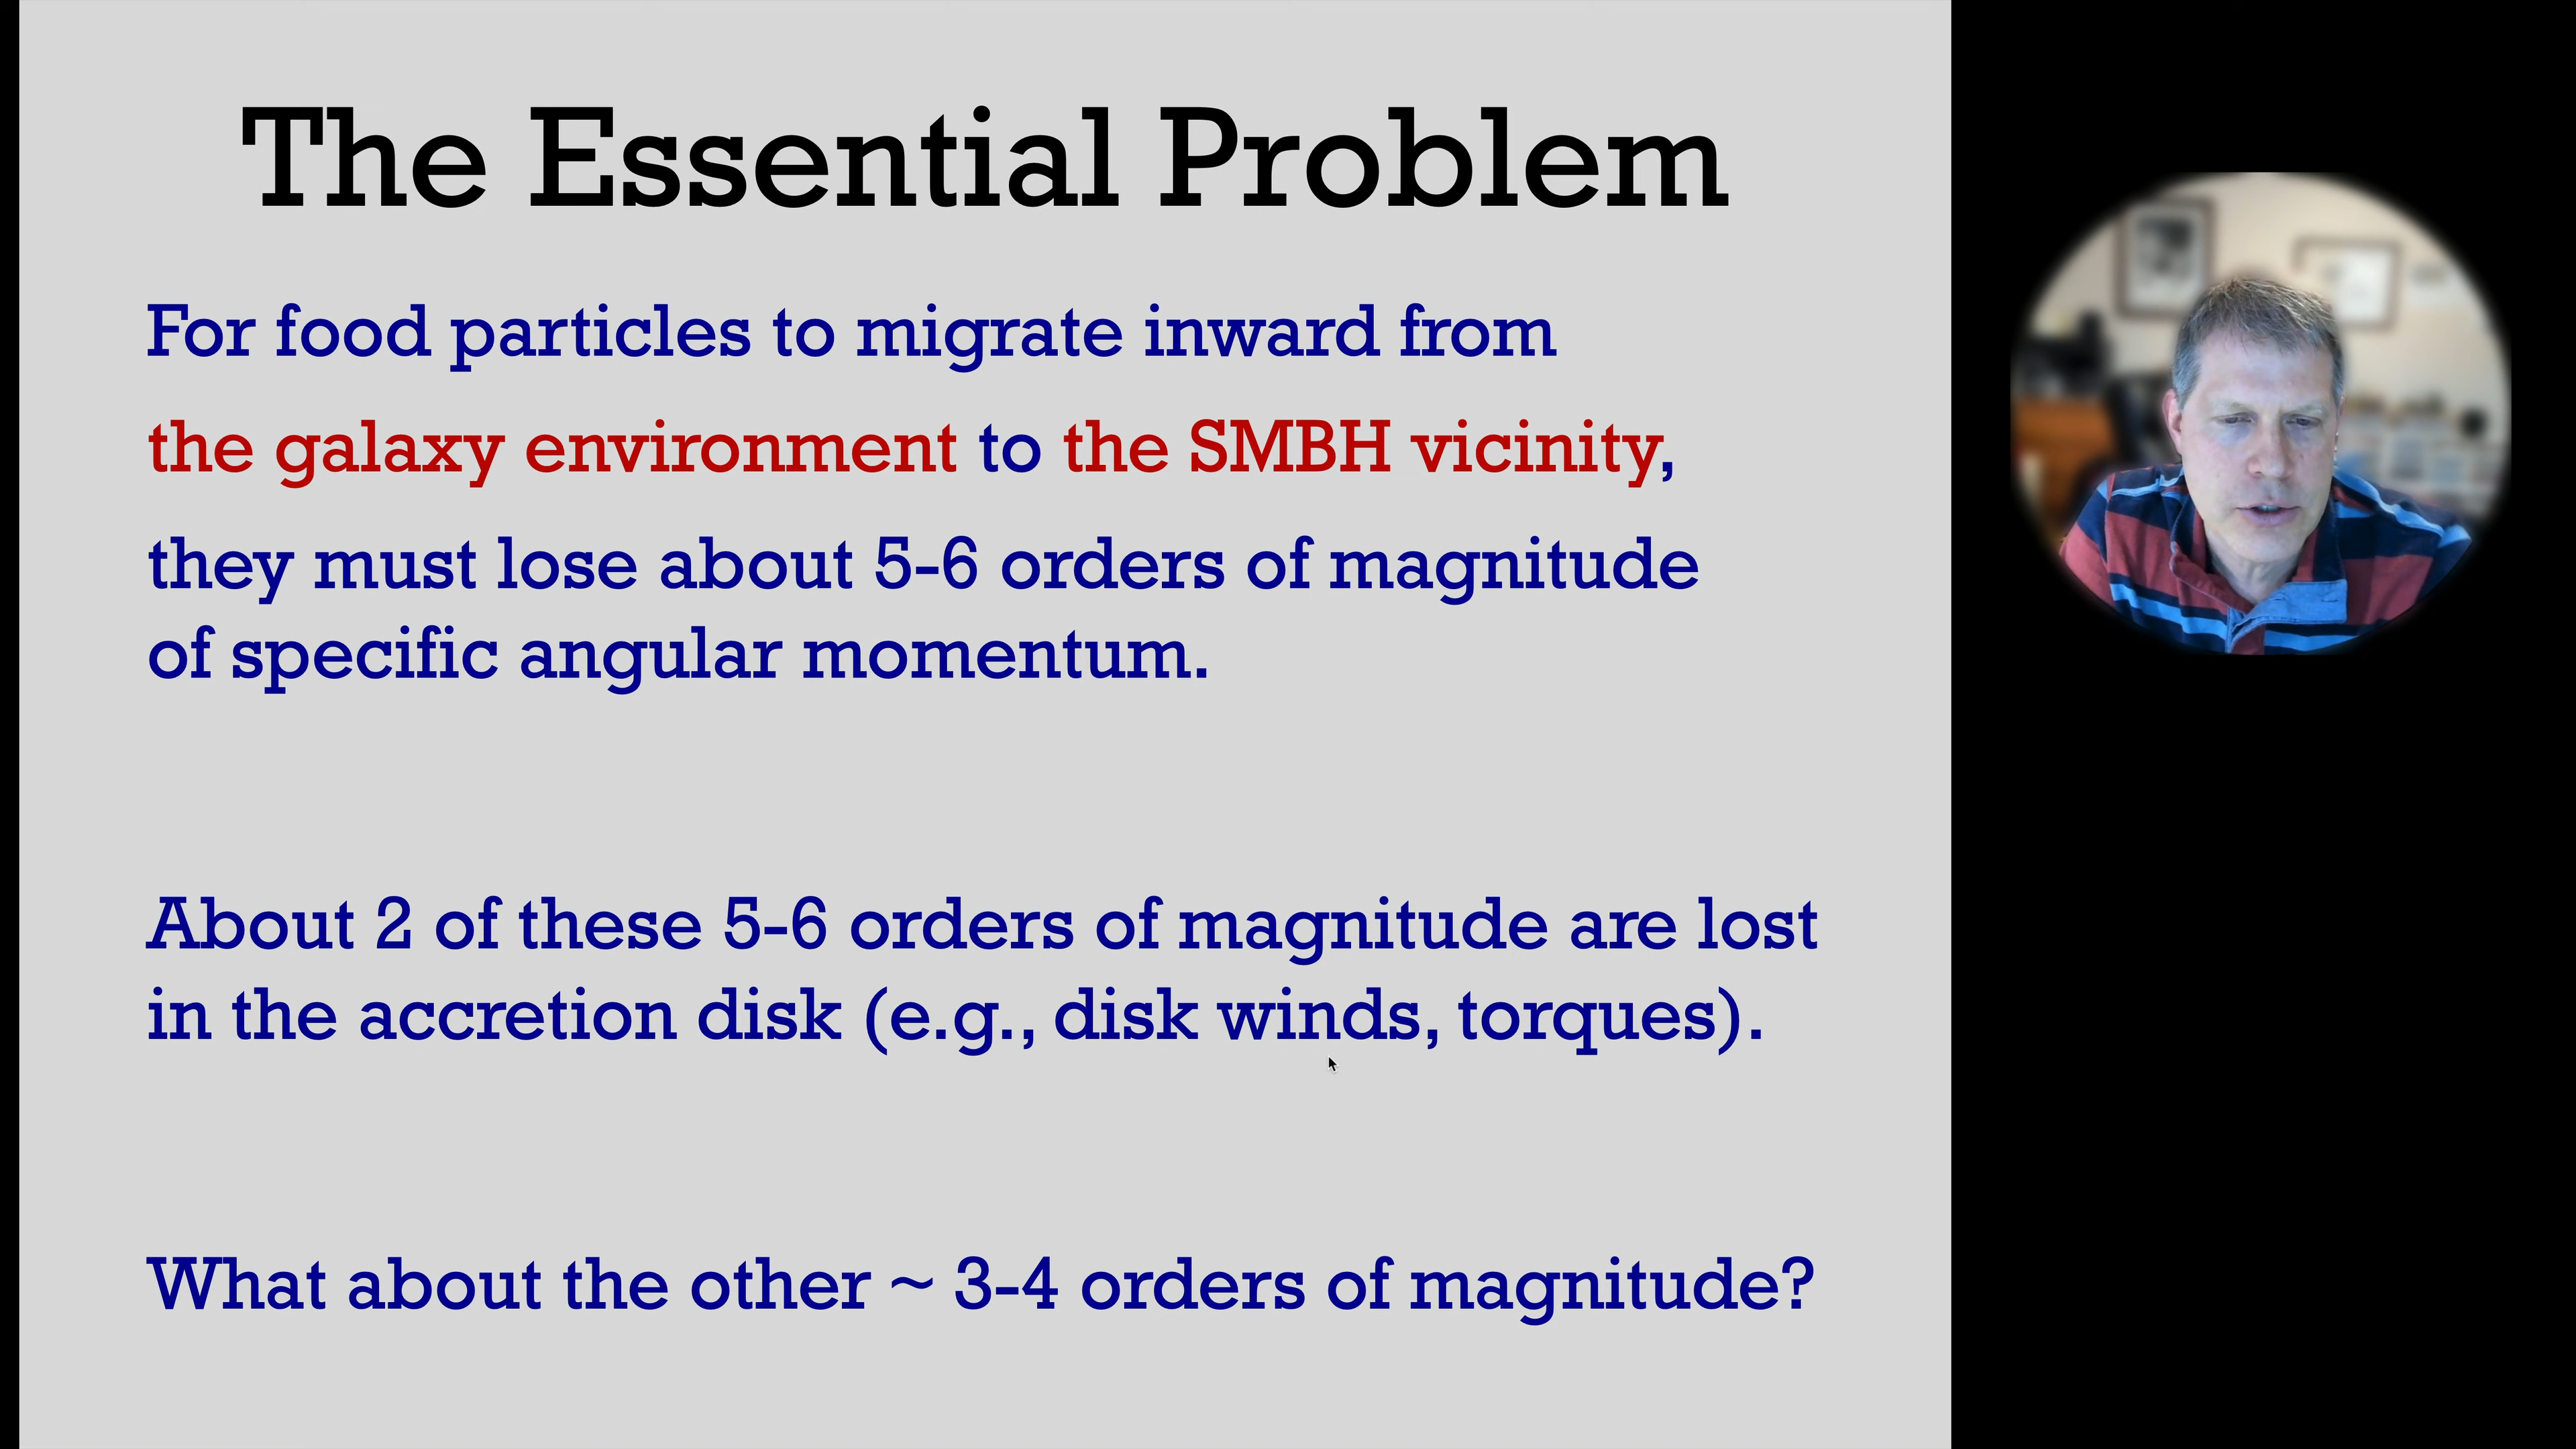 The Essential Problem
For food particles to migrate inward from
the galaxy environment to the SMBH vicinity,
they must lose about 5-6 orders of magnitude
of specific angular momentum.
About 2 of these 5-6 orders of magnitude are lost
in the accretion disk (e.g., disk winds, torques).
What about the other ~ 3-4 orders of magnitude?